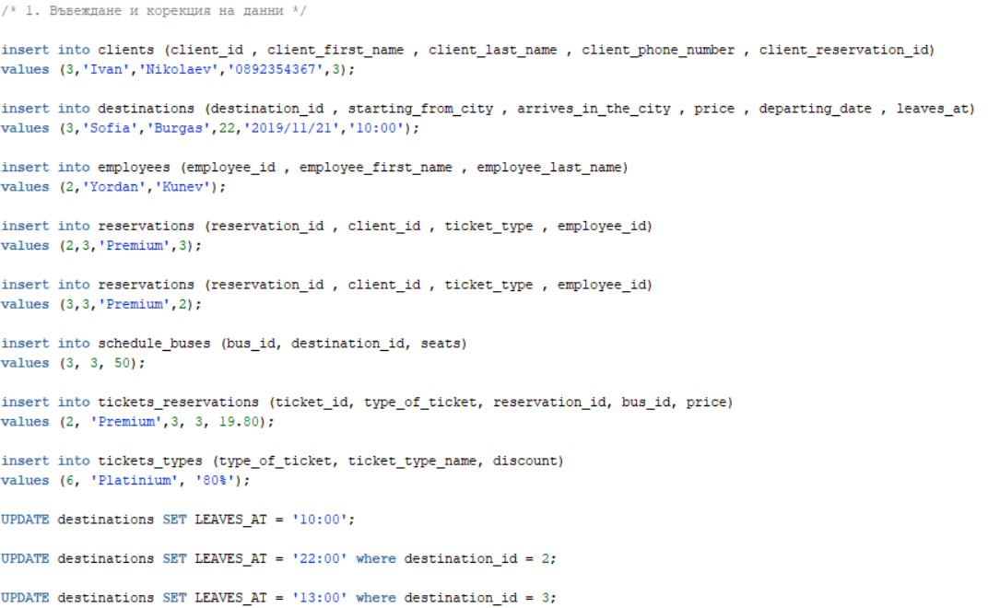 /* 1. Въвеждане и корекция на данни */
insert into clients (client_id , client_first_name , client_last_name , client_phone_number , client_reservation_id)
values (3,'Ivan','Nikolaev','0892354367',3);
insert into destinations (destination_id , starting_from_city , arrives_in_the_city , price , departing_date , leaves_at)
values (3,'Sofia','Burgas',22,'2019/11/21','10:00');
insert into employees (employee_id , employee_first_name , employee_last_name)
values (2,'Yordan','Kunev');
insert into reservations (reservation_id , client_id , ticket_type , employee_id)
values (2,3,'Premium',3);
insert into reservations (reservation_id , client_id , ticket_type , employee_id)
values (3,3,'Premium',2);
insert into schedule_buses (bus_id, destination_id, seats)
values (3, 3, 50);
insert into tickets_reservations (ticket_id, type_of_ticket, reservation_id, bus_id, price)
values (2, 'Premium',3, 3, 19.80);
insert into tickets_types (type_of_ticket, ticket_type_name, discount)
values (6, 'Platinium', '80%');
UPDATE destinations SET LEAVES_AT = '10:00';
UPDATE destinations SET LEAVES_AT = '22:00' where destination_id = 2;
UPDATE destinations SET LEAVES_AT = '13:00' where destination_id = 3;